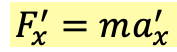 F′ₓ = ma′ₓ